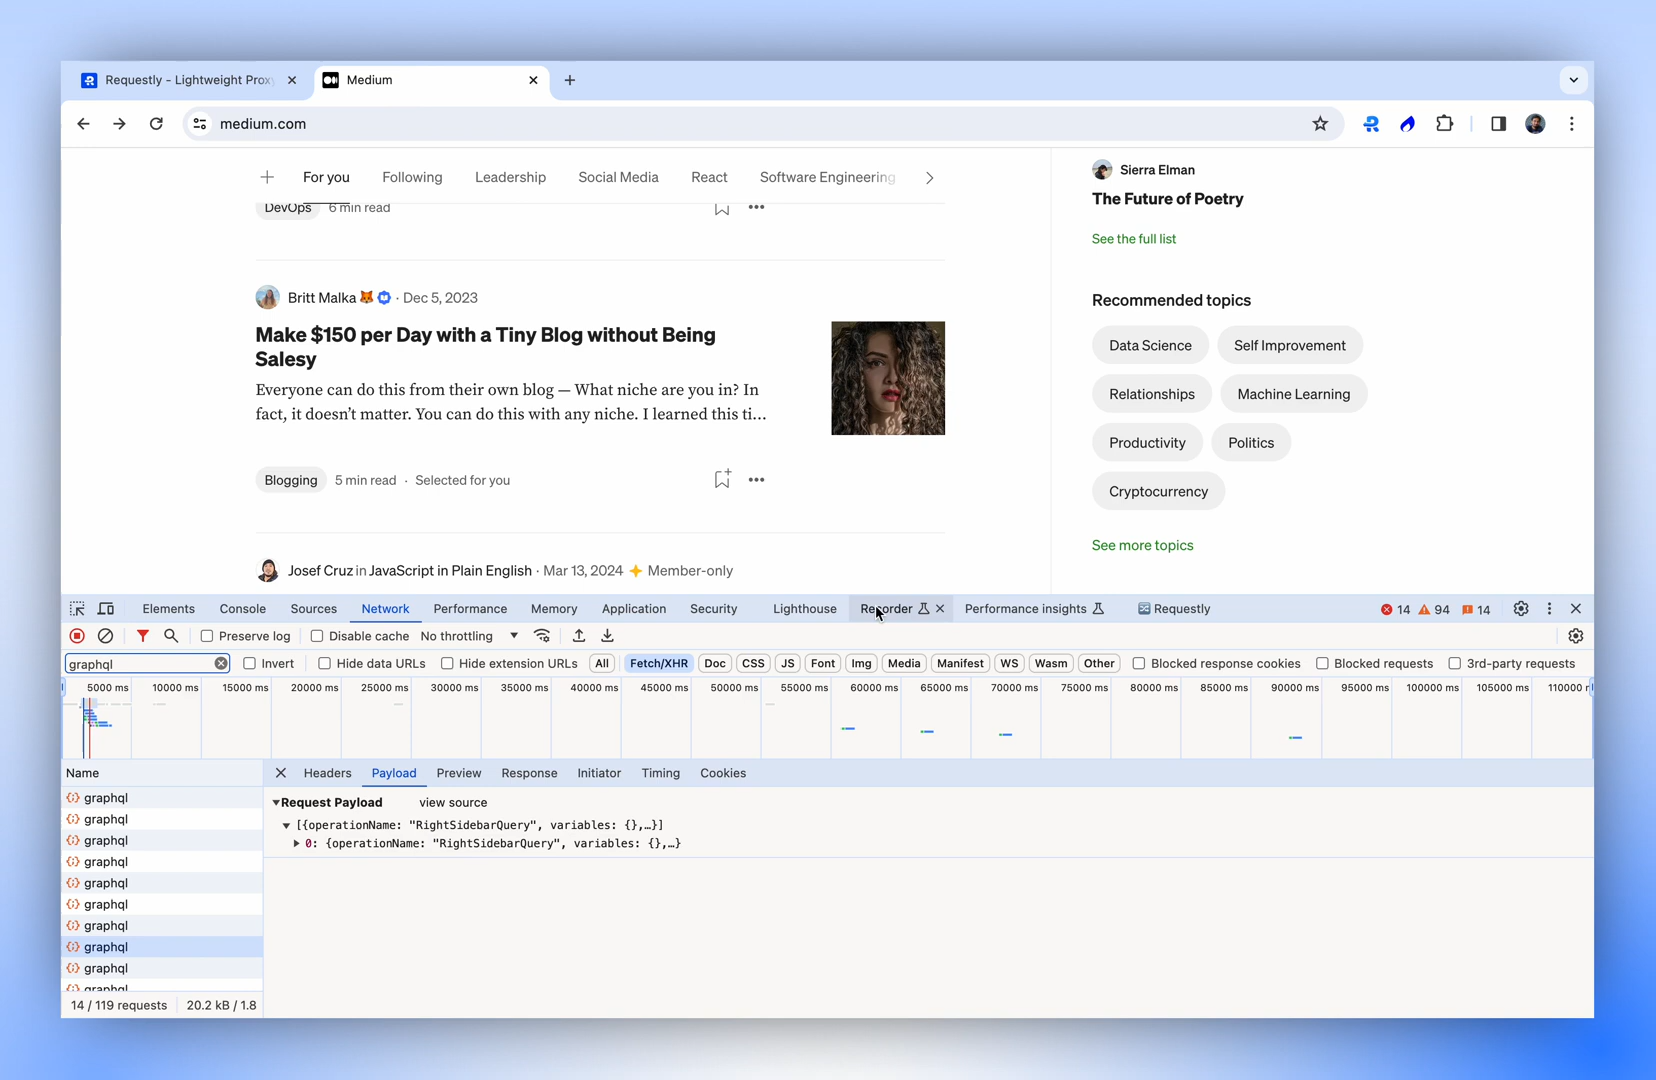 Requestly - Lightweight Prox
Medium
medium.com
For you Following Leadership Social Media React Software Engineering
DevOps 6 min read
Sierra Elman
The Future of Poetry
See the full list
Britt Malka · Dec 5, 2023
Make $150 per Day with a Tiny Blog without Being
Salesy
Everyone can do this from their own blog — What niche are you in? In
fact, it doesn’t matter. You can do this with any niche. I learned this ti…
Blogging 5 min read · Selected for you
Recommended topics
Data Science Self Improvement
Relationships Machine Learning
Productivity Politics
Cryptocurrency
See more topics
Josef Cruz in JavaScript in Plain English · Mar 13, 2024 Member-only
Elements Console Sources Network Performance Memory Application Security Lighthouse Recorder Performance insights Requestly 14 94 14
Preserve log Disable cache No throttling
graphql Invert Hide data URLs Hide extension URLs All Fetch/XHR Doc CSS JS Font Img Media Manifest WS Wasm Other Blocked response cookies Blocked requests 3rd-party requests
5000 ms 10000 ms 15000 ms 20000 ms 25000 ms 30000 ms 35000 ms 40000 ms 45000 ms 50000 ms 55000 ms 60000 ms 65000 ms 70000 ms 75000 ms 80000 ms 85000 ms 90000 ms 95000 ms 100000 ms 105000 ms 110000
Name
Headers Payload Preview Response Initiator Timing Cookies
graphql
graphql
graphql
graphql
graphql
graphql
graphql
graphql
graphql
graphql
Request Payload view source
[{operationName: "RightSidebarQuery", variables: {},…}]
0: {operationName: "RightSidebarQuery", variables: {},…}
14 / 119 requests 20.2 kB / 1.8